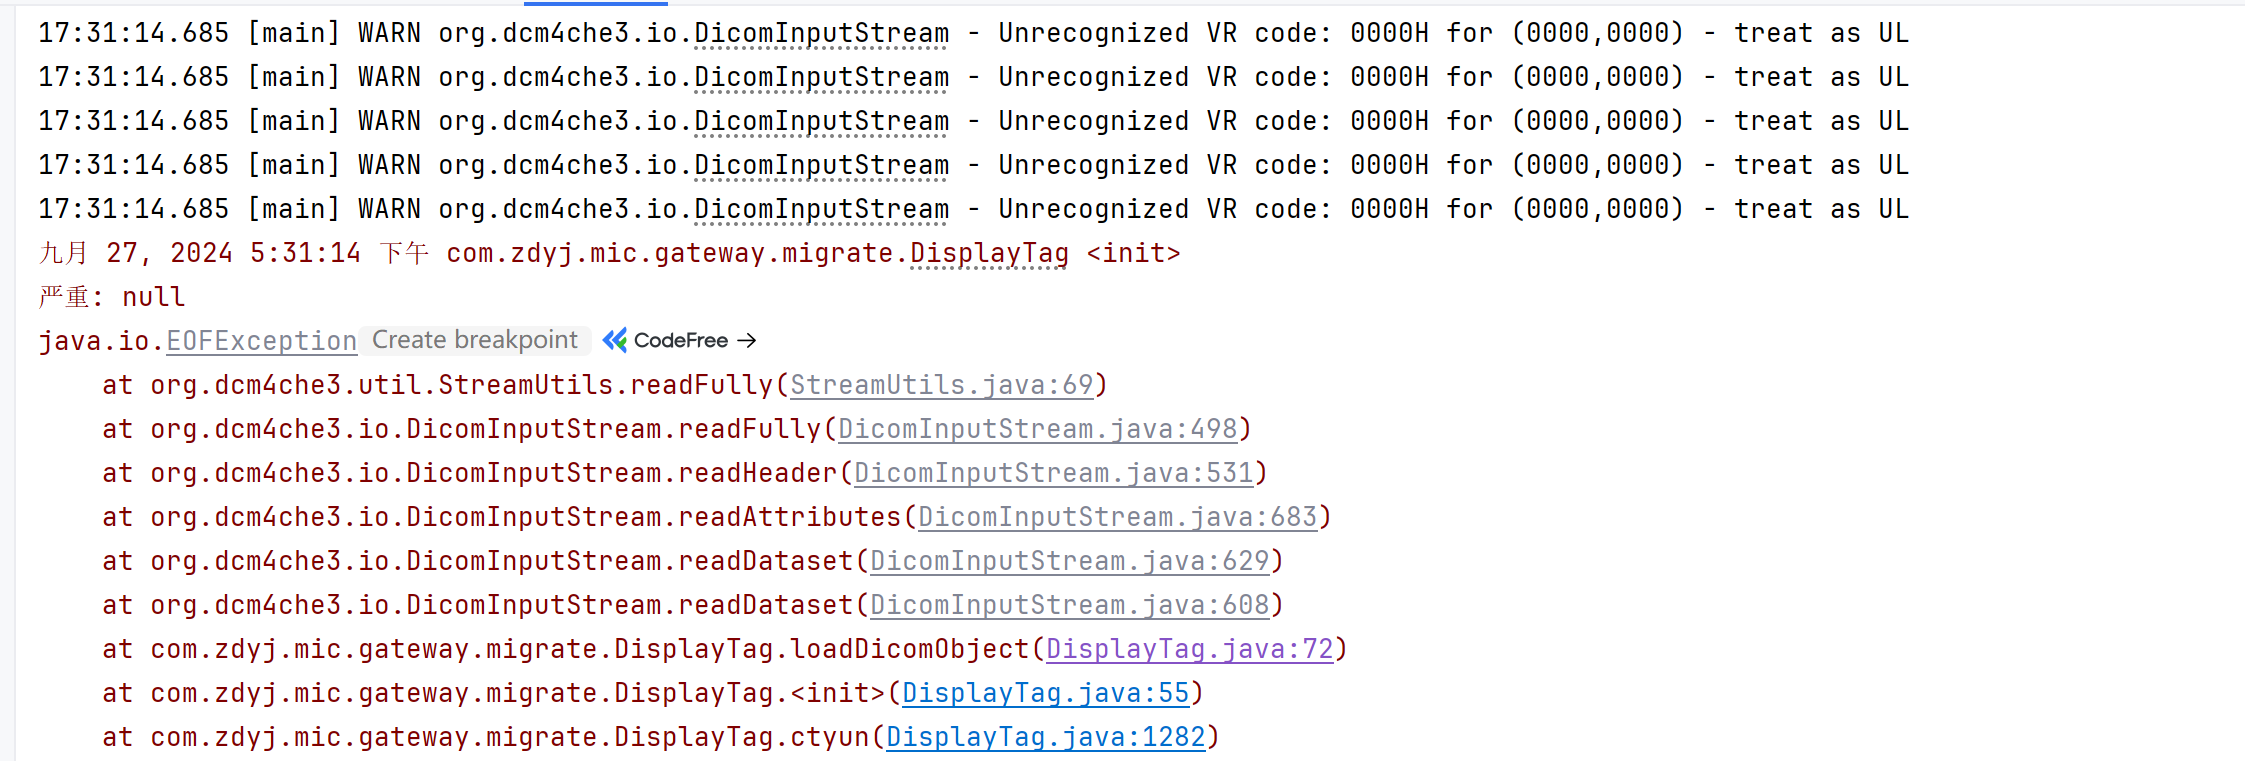 17:31:14.685 [main] WARN org.dcm4che3.io.DicomInputStream - Unrecognized VR code: 0000H for (0000,0000) - treat as UL
17:31:14.685 [main] WARN org.dcm4che3.io.DicomInputStream - Unrecognized VR code: 0000H for (0000,0000) - treat as UL
17:31:14.685 [main] WARN org.dcm4che3.io.DicomInputStream - Unrecognized VR code: 0000H for (0000,0000) - treat as UL
17:31:14.685 [main] WARN org.dcm4che3.io.DicomInputStream - Unrecognized VR code: 0000H for (0000,0000) - treat as UL
17:31:14.685 [main] WARN org.dcm4che3.io.DicomInputStream - Unrecognized VR code: 0000H for (0000,0000) - treat as UL
九月 27, 2024 5:31:14 下午 com.zdyj.mic.gateway.migrate.DisplayTag <init>
严重: null
java.io.EOFException Create breakpoint CodeFree →
    at org.dcm4che3.util.StreamUtils.readFully(StreamUtils.java:69)
    at org.dcm4che3.io.DicomInputStream.readFully(DicomInputStream.java:498)
    at org.dcm4che3.io.DicomInputStream.readHeader(DicomInputStream.java:531)
    at org.dcm4che3.io.DicomInputStream.readAttributes(DicomInputStream.java:683)
    at org.dcm4che3.io.DicomInputStream.readDataset(DicomInputStream.java:629)
    at org.dcm4che3.io.DicomInputStream.readDataset(DicomInputStream.java:608)
    at com.zdyj.mic.gateway.migrate.DisplayTag.loadDicomObject(DisplayTag.java:72)
    at com.zdyj.mic.gateway.migrate.DisplayTag.<init>(DisplayTag.java:55)
    at com.zdyj.mic.gateway.migrate.DisplayTag.ctyun(DisplayTag.java:1282)